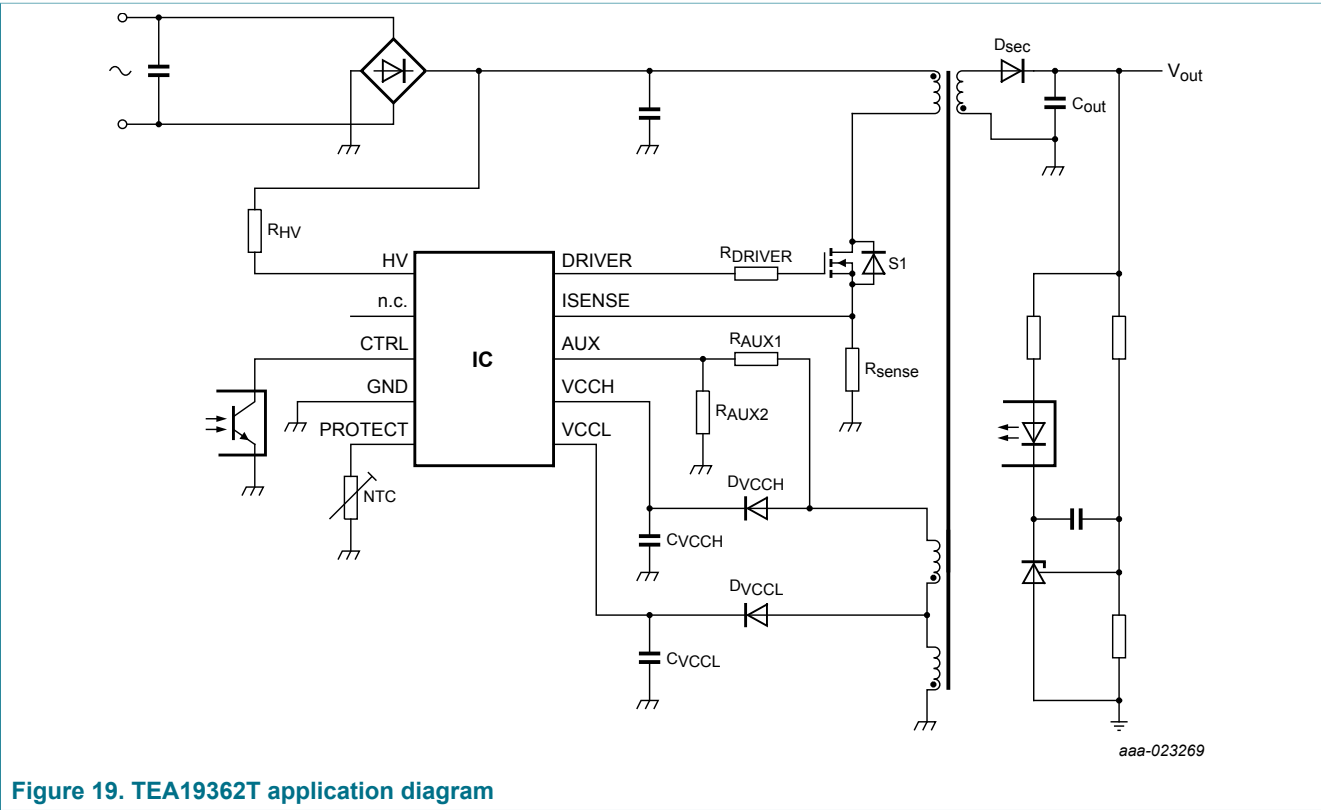 Dsec
Vout
Cout
RHV
HV
DRIVER
RDRIVER
S1
n.c.
ISENSE
CTRL
IC
AUX
RAUX1
Rsense
GND
VCCH
RAUX2
PROTECT
VCCL
NTC
DVCCH
CVCCH
DVCCL
CVCCL
aaa-023269
Figure 19. TEA19362T application diagram